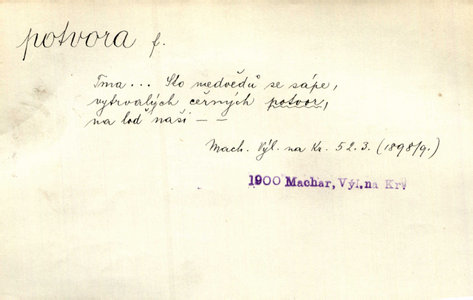 potvora f.
Tma... Sto medvědů se sápe,
vytrvalých černých potvor,
na loď naši – –
Mach. Výl. na Kr. 52.3. (1898/9.)
1900 Machar, Výl.na Kr.